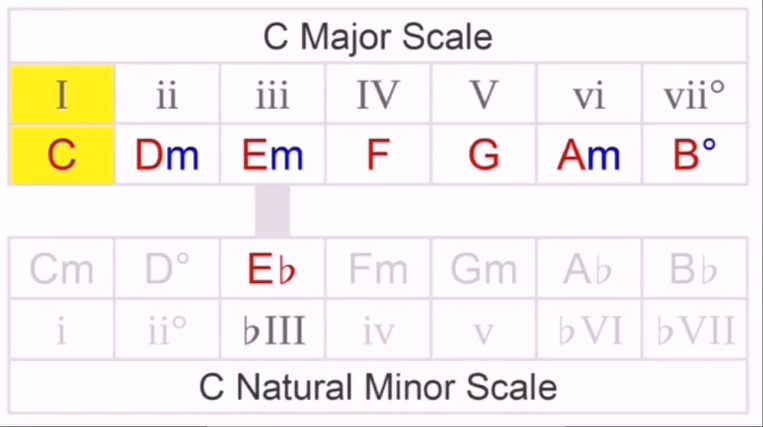 C Major Scale
I ii iii IV V vi vii°
C Dm Em F G Am B°
Cm D° E♭ Fm Gm A♭ B♭
i ii° ♭III iv v ♭VI ♭VII
C Natural Minor Scale